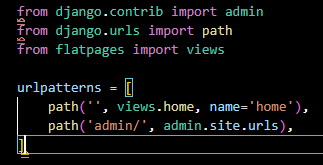 from django.contrib import admin
from django.urls import path
from flatpages import views
urlpatterns = [
    path('', views.home, name='home'),
    path('admin/', admin.site.urls),
]